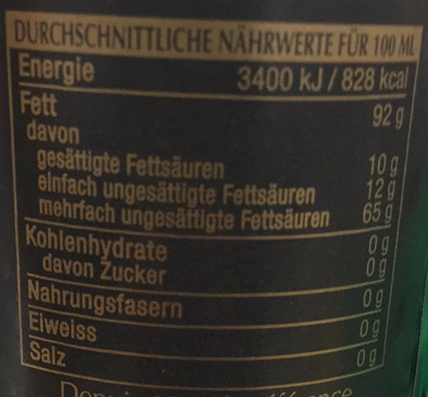 DURCHSCHNITTLICHE NÄHRWERTE FÜR 100 ML
Energie 3400 kJ / 828 kcal
Fett 92 g
davon
gesättigte Fettsäuren 10 g
einfach ungesättigte Fettsäuren 12 g
mehrfach ungesättigte Fettsäuren 65 g
Kohlenhydrate 0 g
davon Zucker 0 g
Nahrungsfasern 0 g
Eiweiss 0 g
Salz 0 g